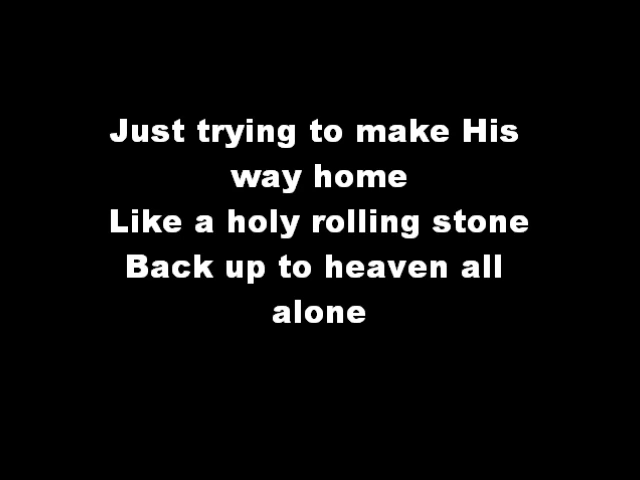 Just trying to make His
way home
Like a holy rolling stone
Back up to heaven all
alone